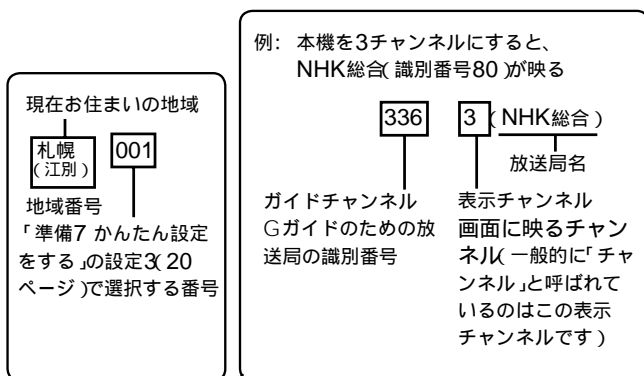 現在お住まいの地域
札幌
(江別)
001
地域番号
「準備7 かんたん設定
をする」の設定3(20
ページ)で選択する番号
例: 本機を3チャンネルにすると、
NHK総合(識別番号80)が映る
336 3 (NHK総合)
放送局名
ガイドチャンネル
Gガイドのための放
送局の識別番号
表示チャンネル
画面に映るチャン
ネル(一般的に「チャ
ンネル」と呼ばれて
いるのはこの表示
チャンネルです)